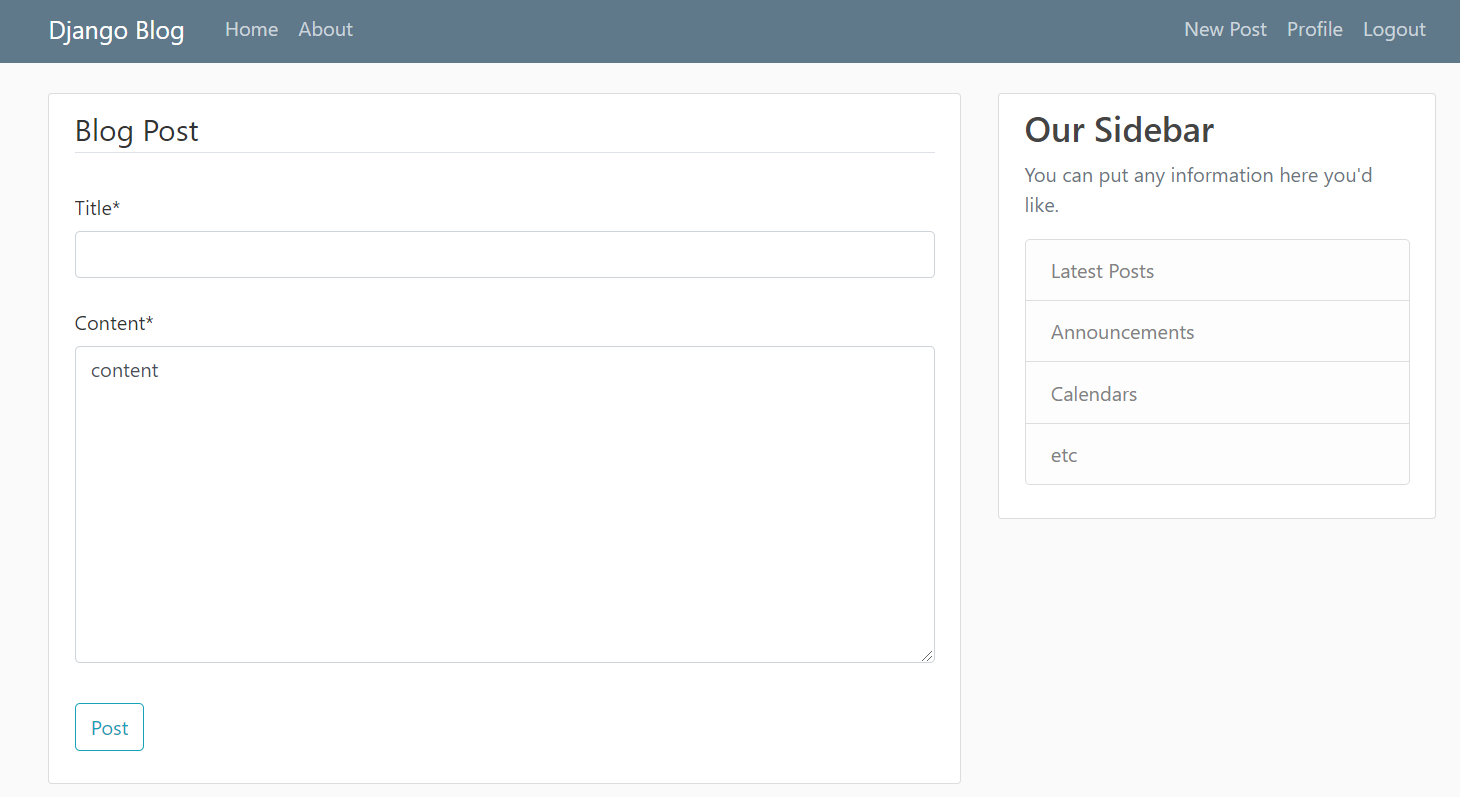 Django Blog Home About New Post Profile Logout
Blog Post
Title*
Content*
content
Post
Our Sidebar
You can put any information here you'd
like.
Latest Posts
Announcements
Calendars
etc